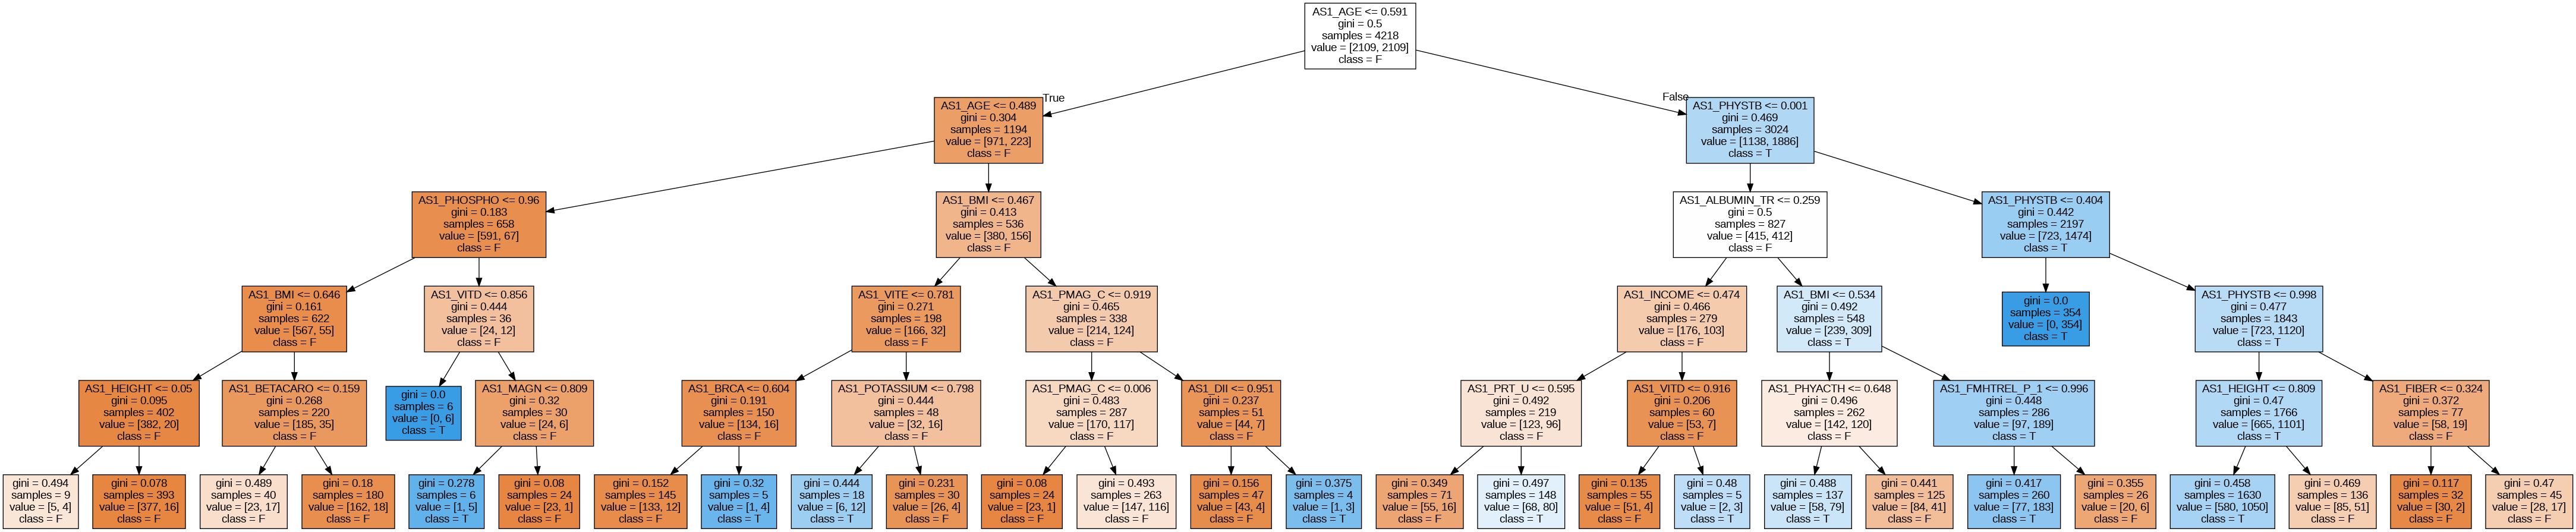 AS1_AGE <= 0.591
gini = 0.5
samples = 4218
value = [2109, 2109]
class = F
True
False
AS1_AGE <= 0.489
gini = 0.304
samples = 1194
value = [971, 223]
class = F
AS1_PHYSTB <= 0.001
gini = 0.469
samples = 3024
value = [1138, 1886]
class = T
AS1_PHOSPHO <= 0.96
gini = 0.183
samples = 658
value = [591, 67]
class = F
AS1_BMI <= 0.467
gini = 0.413
samples = 536
value = [380, 156]
class = F
AS1_ALBUMIN_TR <= 0.259
gini = 0.5
samples = 827
value = [415, 412]
class = F
AS1_PHYSTB <= 0.404
gini = 0.442
samples = 2197
value = [723, 1474]
class = T
AS1_BMI <= 0.646
gini = 0.161
samples = 622
value = [567, 55]
class = F
AS1_VITD <= 0.856
gini = 0.444
samples = 36
value = [24, 12]
class = F
AS1_VITE <= 0.781
gini = 0.271
samples = 198
value = [166, 32]
class = F
AS1_PMAG_C <= 0.919
gini = 0.465
samples = 338
value = [214, 124]
class = F
AS1_INCOME <= 0.474
gini = 0.466
samples = 279
value = [176, 103]
class = F
AS1_BMI <= 0.534
gini = 0.492
samples = 548
value = [239, 309]
class = T
gini = 0.0
samples = 354
value = [0, 354]
class = T
AS1_PHYSTB <= 0.998
gini = 0.477
samples = 1843
value = [723, 1120]
class = T
AS1_HEIGHT <= 0.05
gini = 0.095
samples = 402
value = [382, 20]
class = F
AS1_BETACARO <= 0.159
gini = 0.268
samples = 220
value = [185, 35]
class = F
gini = 0.0
samples = 6
value = [0, 6]
class = T
AS1_MAGN <= 0.809
gini = 0.32
samples = 30
value = [24, 6]
class = F
AS1_BRCA <= 0.604
gini = 0.191
samples = 150
value = [134, 16]
class = F
AS1_POTASSIUM <= 0.798
gini = 0.444
samples = 48
value = [32, 16]
class = F
AS1_PMAG_C <= 0.006
gini = 0.483
samples = 287
value = [170, 117]
class = F
AS1_DII <= 0.951
gini = 0.237
samples = 51
value = [44, 7]
class = F
AS1_PRT_U <= 0.595
gini = 0.492
samples = 219
value = [123, 96]
class = F
AS1_VITD <= 0.916
gini = 0.206
samples = 60
value = [53, 7]
class = F
AS1_PHYACTH <= 0.648
gini = 0.496
samples = 262
value = [142, 120]
class = F
AS1_FMHTREL_P_1 <= 0.996
gini = 0.448
samples = 286
value = [97, 189]
class = T
AS1_HEIGHT <= 0.809
gini = 0.47
samples = 1766
value = [665, 1101]
class = T
AS1_FIBER <= 0.324
gini = 0.372
samples = 77
value = [58, 19]
class = F
gini = 0.494
samples = 9
value = [5, 4]
class = F
gini = 0.078
samples = 393
value = [377, 16]
class = F
gini = 0.489
samples = 40
value = [23, 17]
class = F
gini = 0.18
samples = 180
value = [162, 18]
class = F
gini = 0.278
samples = 6
value = [1, 5]
class = T
gini = 0.08
samples = 24
value = [23, 1]
class = F
gini = 0.152
samples = 145
value = [133, 12]
class = F
gini = 0.32
samples = 5
value = [1, 4]
class = T
gini = 0.444
samples = 18
value = [6, 12]
class = T
gini = 0.231
samples = 30
value = [26, 4]
class = F
gini = 0.08
samples = 24
value = [23, 1]
class = F
gini = 0.493
samples = 263
value = [147, 116]
class = F
gini = 0.156
samples = 47
value = [43, 4]
class = F
gini = 0.375
samples = 4
value = [1, 3]
class = T
gini = 0.349
samples = 71
value = [55, 16]
class = F
gini = 0.497
samples = 148
value = [68, 80]
class = T
gini = 0.135
samples = 55
value = [51, 4]
class = F
gini = 0.48
samples = 5
value = [2, 3]
class = T
gini = 0.488
samples = 137
value = [58, 79]
class = T
gini = 0.441
samples = 125
value = [84, 41]
class = F
gini = 0.417
samples = 260
value = [77, 183]
class = T
gini = 0.355
samples = 26
value = [20, 6]
class = F
gini = 0.458
samples = 1630
value = [580, 1050]
class = T
gini = 0.469
samples = 136
value = [85, 51]
class = F
gini = 0.117
samples = 32
value = [30, 2]
class = F
gini = 0.47
samples = 45
value = [28, 17]
class = F